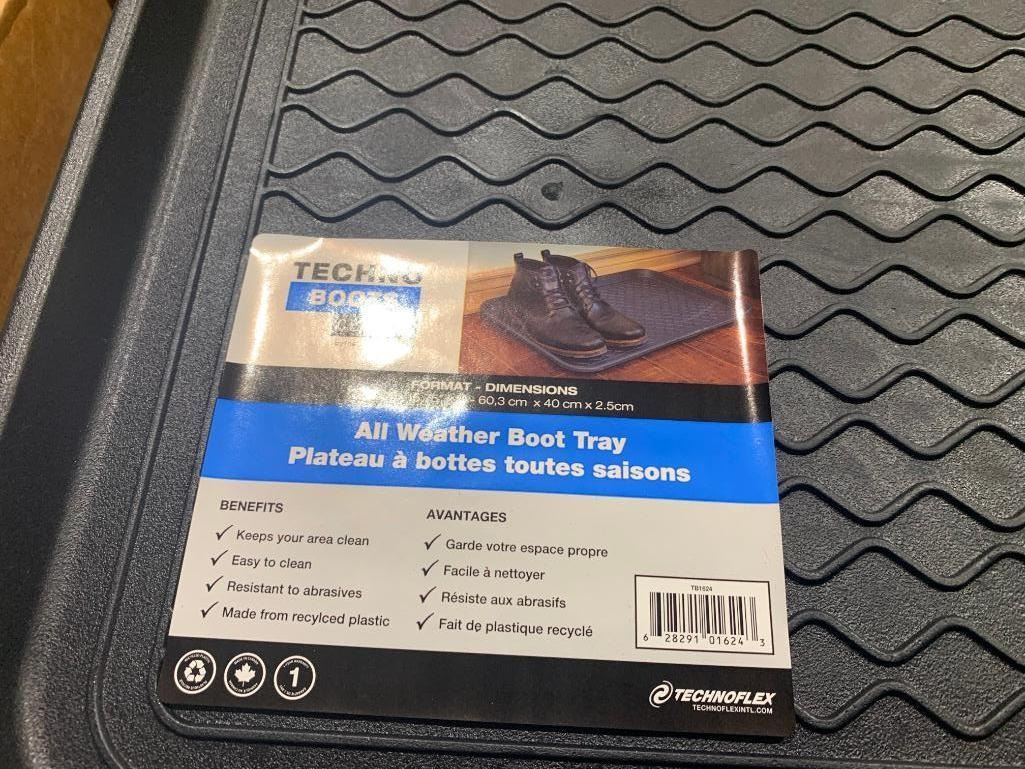 TECHNO
BOOTS
FORMAT - DIMENSIONS
- 60,3 cm x 40 cm x 2.5cm
All Weather Boot Tray
Plateau à bottes toutes saisons
BENEFITS
Keeps your area clean
Easy to clean
Resistant to abrasives
Made from recylced plastic
AVANTAGES
Garde votre espace propre
Facile à nettoyer
Résiste aux abrasifs
Fait de plastique recyclé
TB1624
6 28291 01624 3
1
TECHNOFLEX
TECHNOFLEXINTL.COM